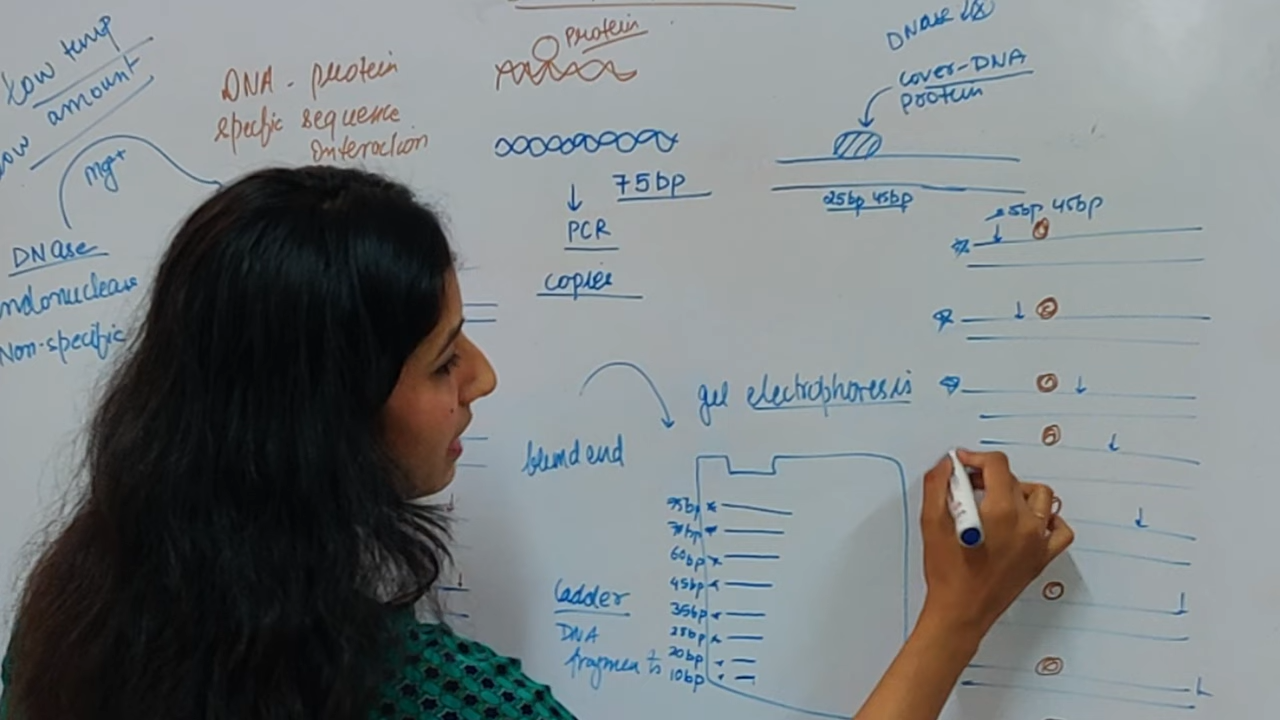 Low temp
Low amount
Mg++
DNA - protein
specific sequence
Interaction
DNase
endonuclease
Non-specific
Protein
75bp
PCR
copies
DNase
cover-DNA
protein
25bp 45bp
25bp 45bp
gel electrophoresis
blund end
75bp
70bp
60bp
45bp
35bp
25bp
20bp
10bp
Ladder
DNA
fragments